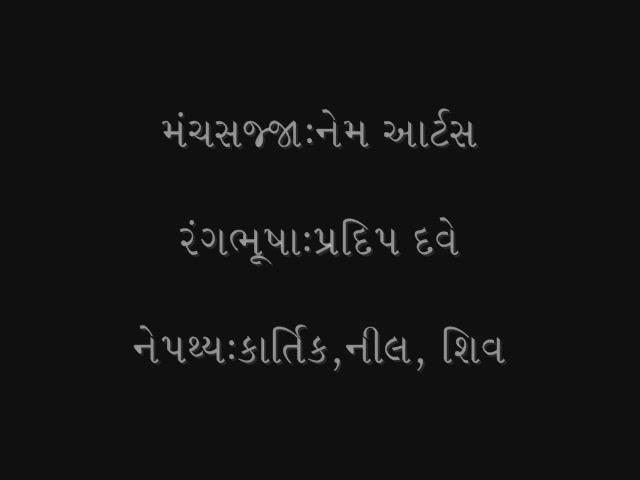 મંચસજ્જાઃનેમ આર્ટસ
રંગભૂષાઃપ્રદિપ દવે
નેપથ્યઃકાર્તિક,નીલ, શિવ